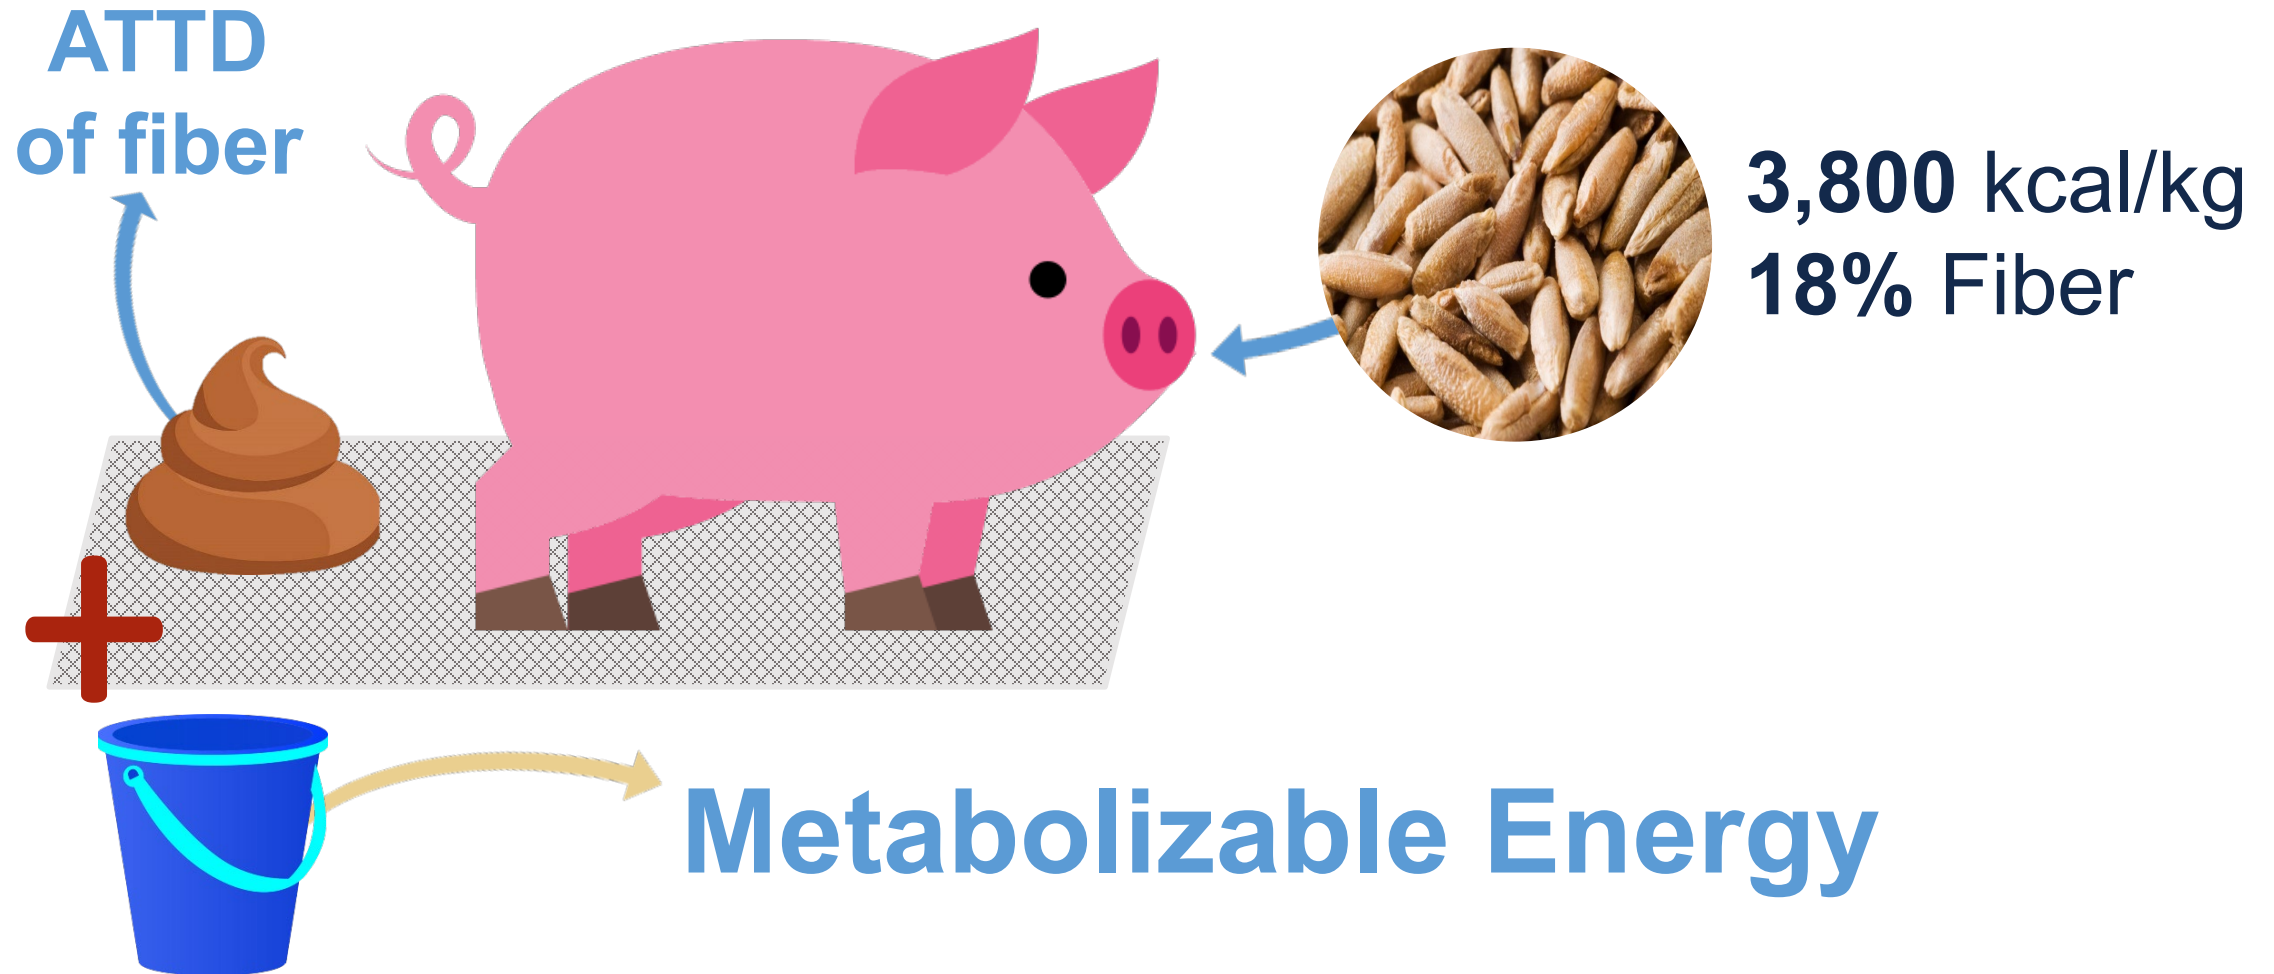 ATTD
of fiber
3,800 kcal/kg
18% Fiber
Metabolizable Energy